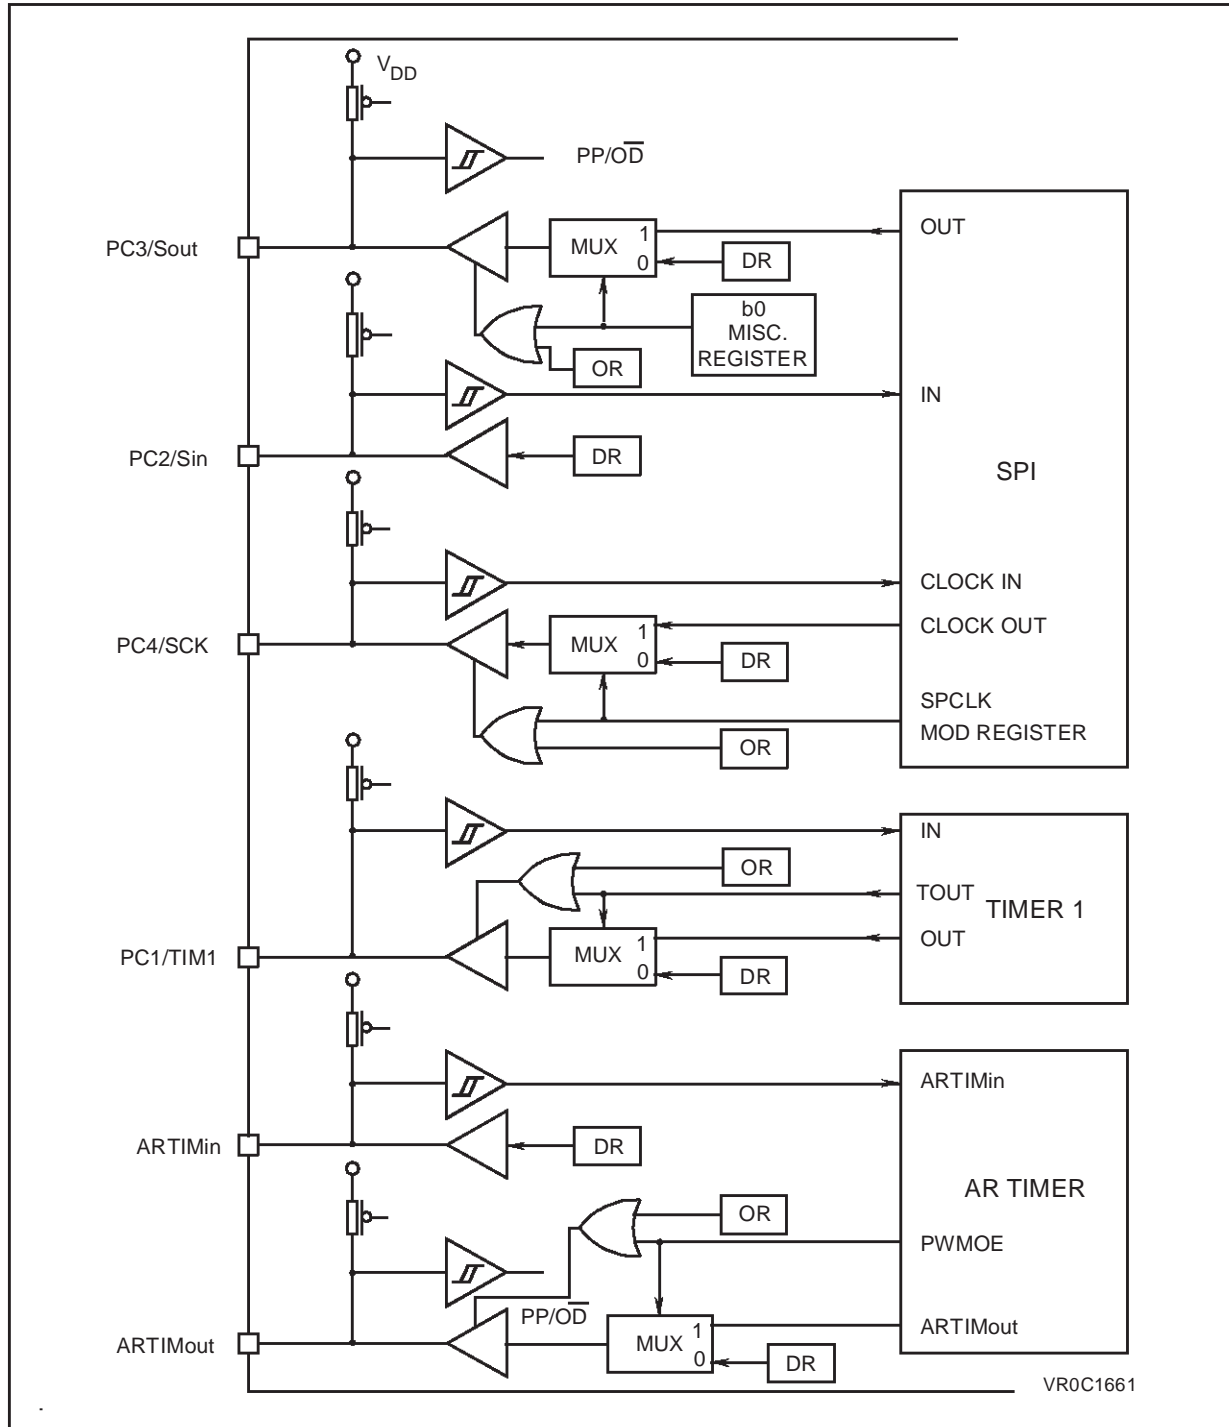 VDD
PP/OD
PC3/Sout
MUX
1
0
DR
OUT
b0
MISC.
REGISTER
OR
IN
PC2/Sin
DR
SPI
CLOCK IN
PC4/SCK
MUX
1
0
CLOCK OUT
DR
SPCLK
MOD REGISTER
OR
IN
OR
TOUT
TIMER 1
PC1/TIM1
MUX
1
0
OUT
DR
ARTIMin
ARTIMin
DR
AR TIMER
OR
PWMOE
PP/OD
ARTIMout
MUX
1
0
ARTIMout
DR
VR0C1661